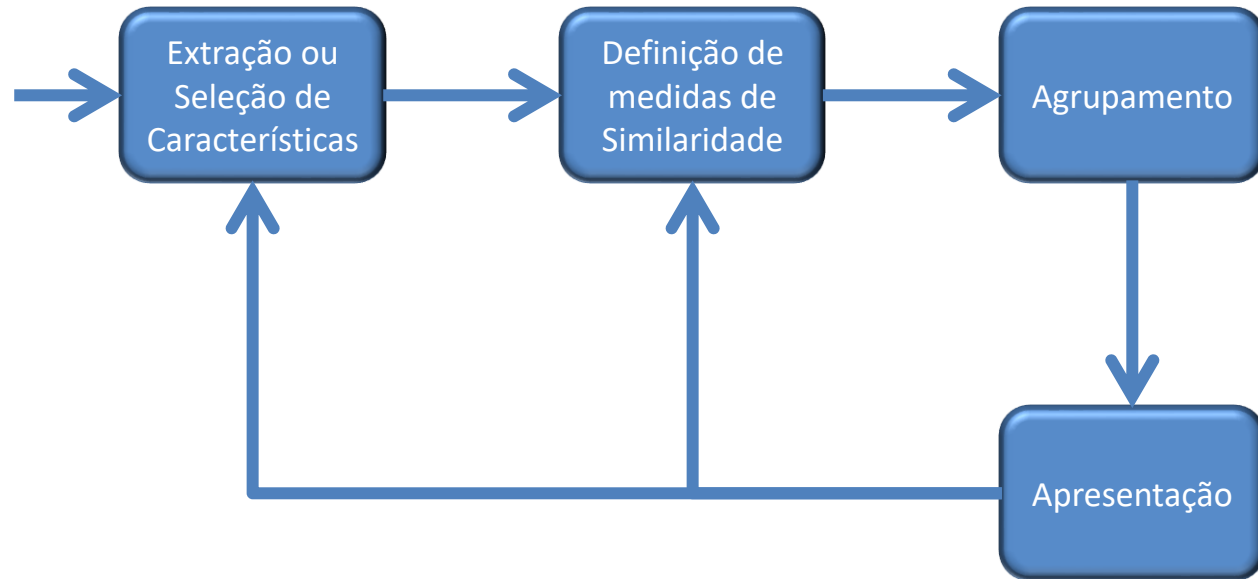 Extração ou
Seleção de
Características
Definição de
medidas de
Similaridade
Agrupamento
Apresentação